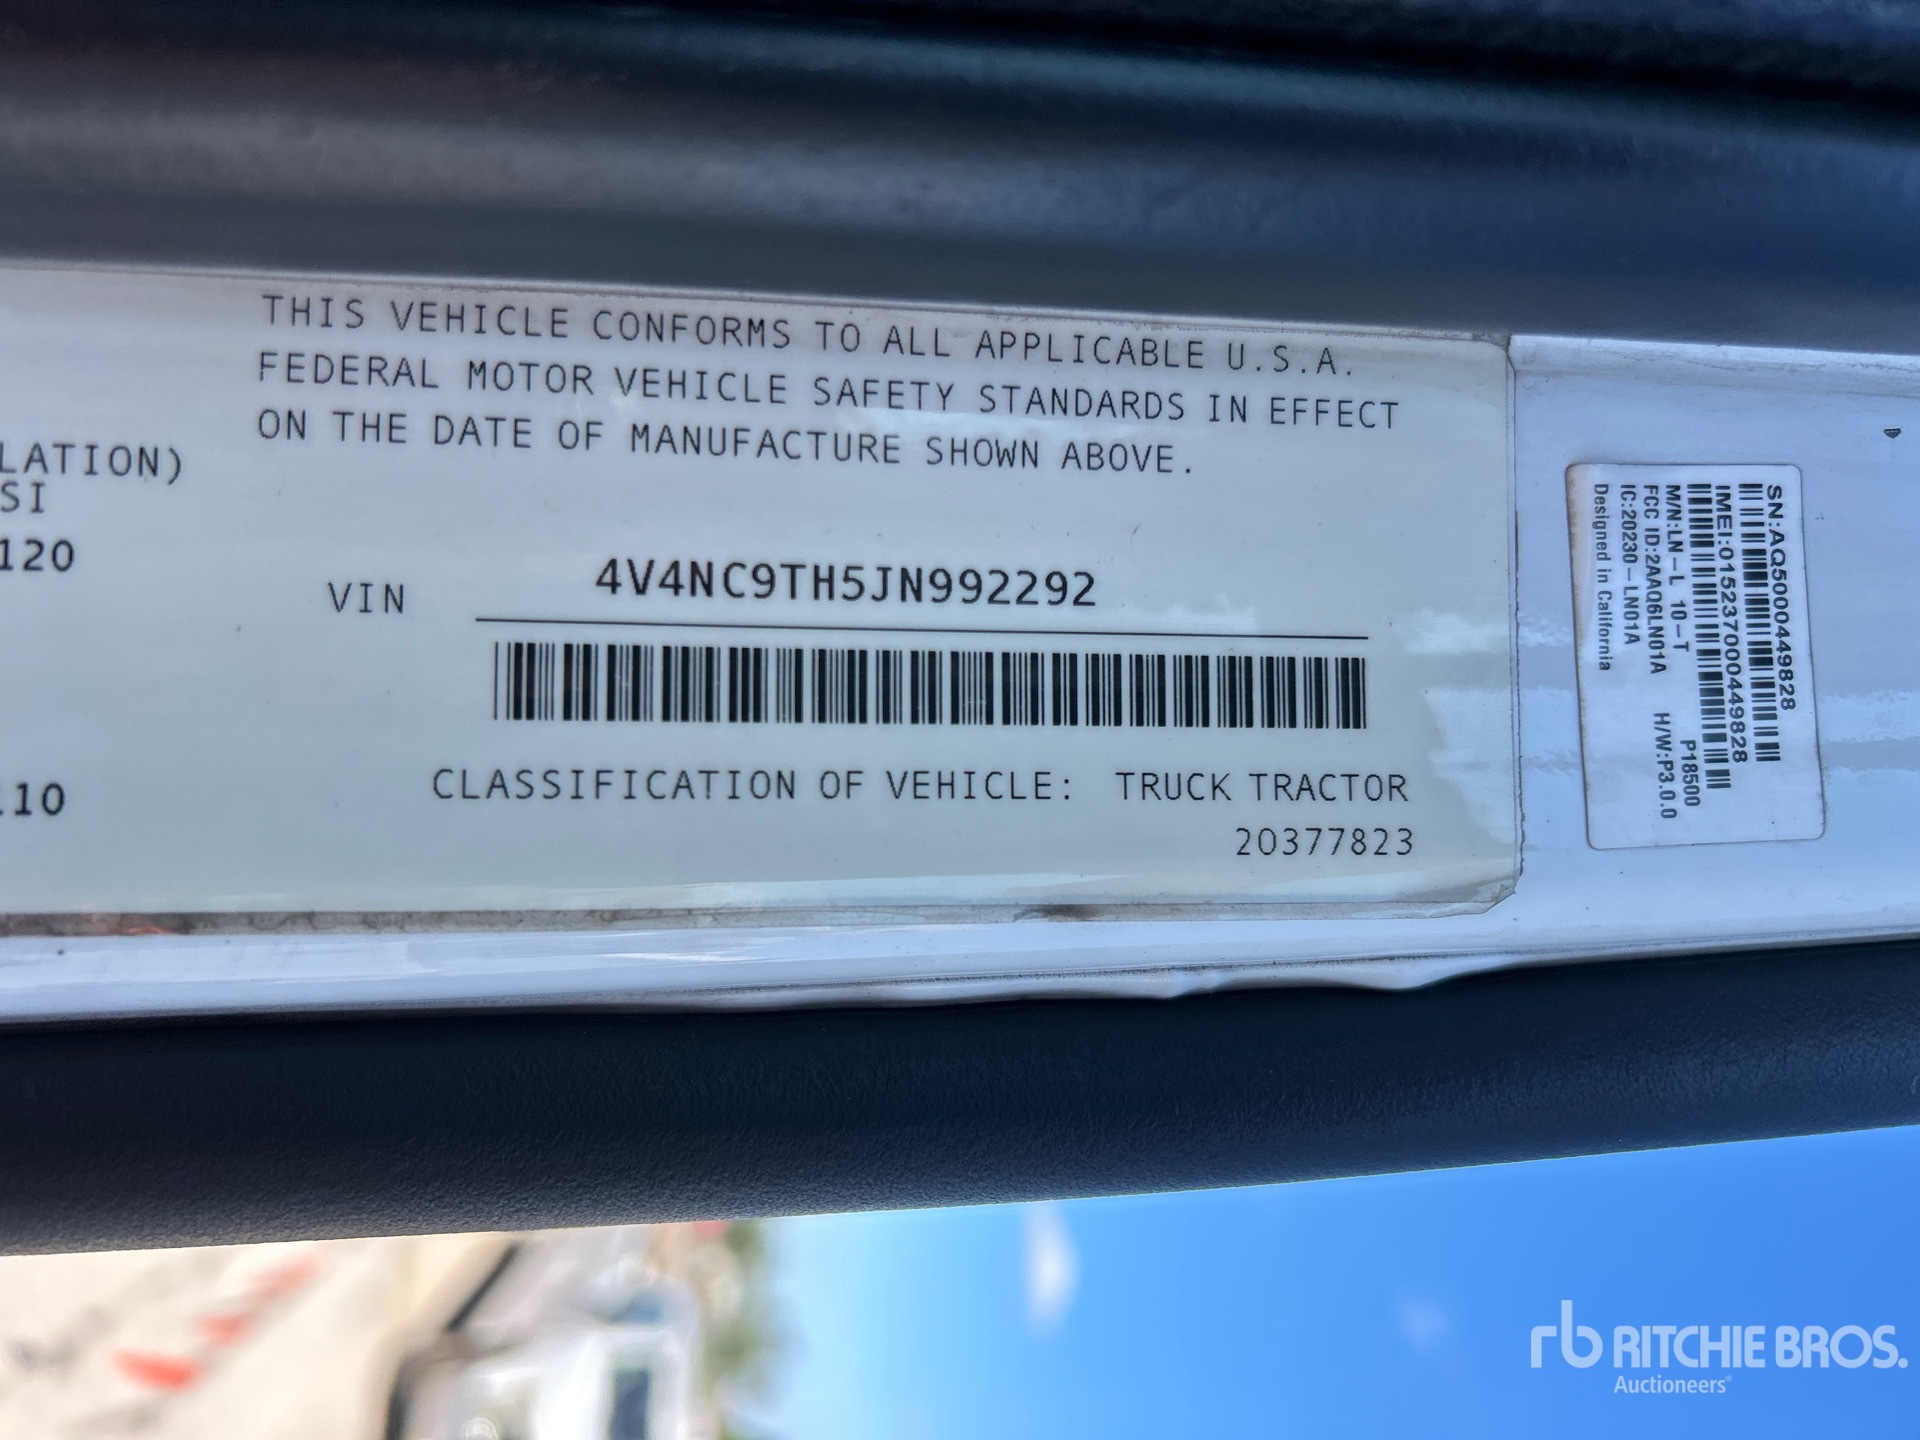 THIS VEHICLE CONFORMS TO ALL APPLICABLE U.S.A.
FEDERAL MOTOR VEHICLE SAFETY STANDARDS IN EFFECT
ON THE DATE OF MANUFACTURE SHOWN ABOVE.
LATION)
SI
120
VIN 4V4NC9TH5JN992292
110
CLASSIFICATION OF VEHICLE: TRUCK TRACTOR
20377823
SN:AQ5000449828
IMEI:015237000449828
M/N:LN-L 10-T P18500
FCC ID:2AAQ6LN01A H/W:P3.0.0
IC:20230-LN01A
Designed in California
rb RITCHIE BROS.
Auctioneers